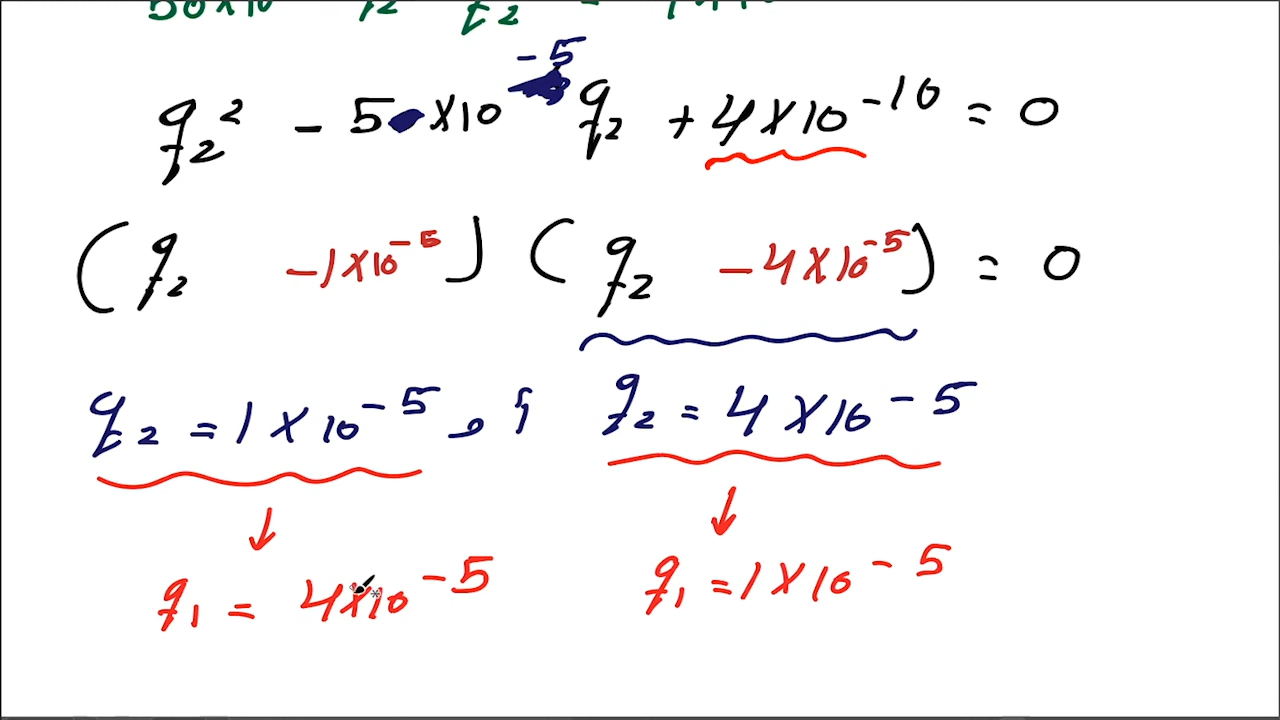 q₂² - 5 × 10⁻⁵ q₂ + 4 × 10⁻¹⁰ = 0
(q₂ - 1 × 10⁻⁵) (q₂ - 4 × 10⁻⁵) = 0
q₂ = 1 × 10⁻⁵ و q₂ = 4 × 10⁻⁵
↓ ↓
q₁ = 4 × 10⁻⁵ q₁ = 1 × 10⁻⁵